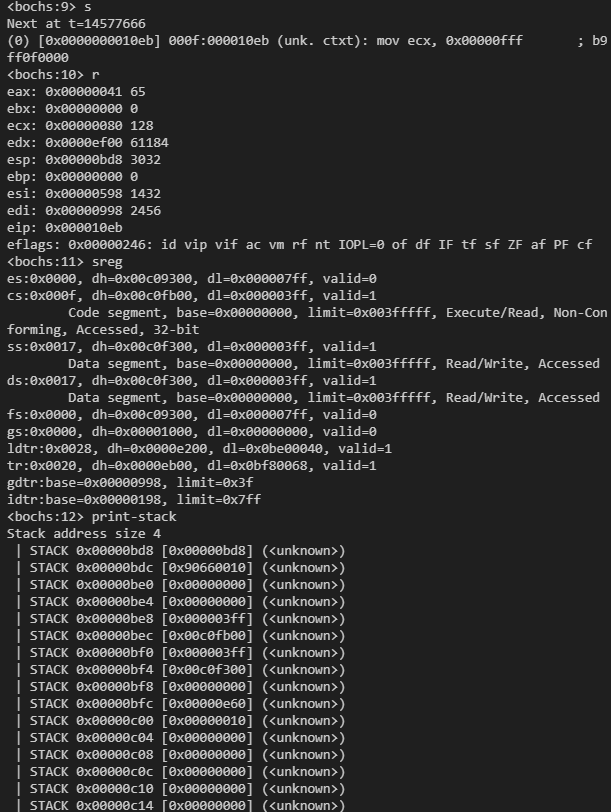 <bochs:9> s
Next at t=14577666
(0) [0x0000000010eb] 000f:000010eb (unk. ctxt): mov ecx, 0x00000fff       ; b9
ff0f0000
<bochs:10> r
eax: 0x00000041 65
ebx: 0x00000000 0
ecx: 0x00000080 128
edx: 0x0000ef00 61184
esp: 0x00000bd8 3032
ebp: 0x00000000 0
esi: 0x00000598 1432
edi: 0x00000998 2456
eip: 0x000010eb
eflags: 0x00000246: id vip vif ac vm rf nt IOPL=0 of df IF tf sf ZF af PF cf
<bochs:11> sreg
es:0x0000, dh=0x00c09300, dl=0x000007ff, valid=0
cs:0x000f, dh=0x00c0fb00, dl=0x000003ff, valid=1
        Code segment, base=0x00000000, limit=0x003fffff, Execute/Read, Non-Con
forming, Accessed, 32-bit
ss:0x0017, dh=0x00c0f300, dl=0x000003ff, valid=1
        Data segment, base=0x00000000, limit=0x003fffff, Read/Write, Accessed
ds:0x0017, dh=0x00c0f300, dl=0x000003ff, valid=1
        Data segment, base=0x00000000, limit=0x003fffff, Read/Write, Accessed
fs:0x0000, dh=0x00c09300, dl=0x000007ff, valid=0
gs:0x0000, dh=0x00001000, dl=0x00000000, valid=0
ldtr:0x0028, dh=0x0000e200, dl=0x0be00040, valid=1
tr:0x0020, dh=0x0000eb00, dl=0x0bf80068, valid=1
gdtr:base=0x00000998, limit=0x3f
idtr:base=0x00000198, limit=0x7ff
<bochs:12> print-stack
Stack address size 4
 | STACK 0x00000bd8 [0x00000bd8] (<unknown>)
 | STACK 0x00000bdc [0x90660010] (<unknown>)
 | STACK 0x00000be0 [0x00000000] (<unknown>)
 | STACK 0x00000be4 [0x00000000] (<unknown>)
 | STACK 0x00000be8 [0x000003ff] (<unknown>)
 | STACK 0x00000bec [0x00c0fb00] (<unknown>)
 | STACK 0x00000bf0 [0x000003ff] (<unknown>)
 | STACK 0x00000bf4 [0x00c0f300] (<unknown>)
 | STACK 0x00000bf8 [0x00000000] (<unknown>)
 | STACK 0x00000bfc [0x00000e60] (<unknown>)
 | STACK 0x00000c00 [0x00000010] (<unknown>)
 | STACK 0x00000c04 [0x00000000] (<unknown>)
 | STACK 0x00000c08 [0x00000000] (<unknown>)
 | STACK 0x00000c0c [0x00000000] (<unknown>)
 | STACK 0x00000c10 [0x00000000] (<unknown>)
 | STACK 0x00000c14 [0x00000000] (<unknown>)